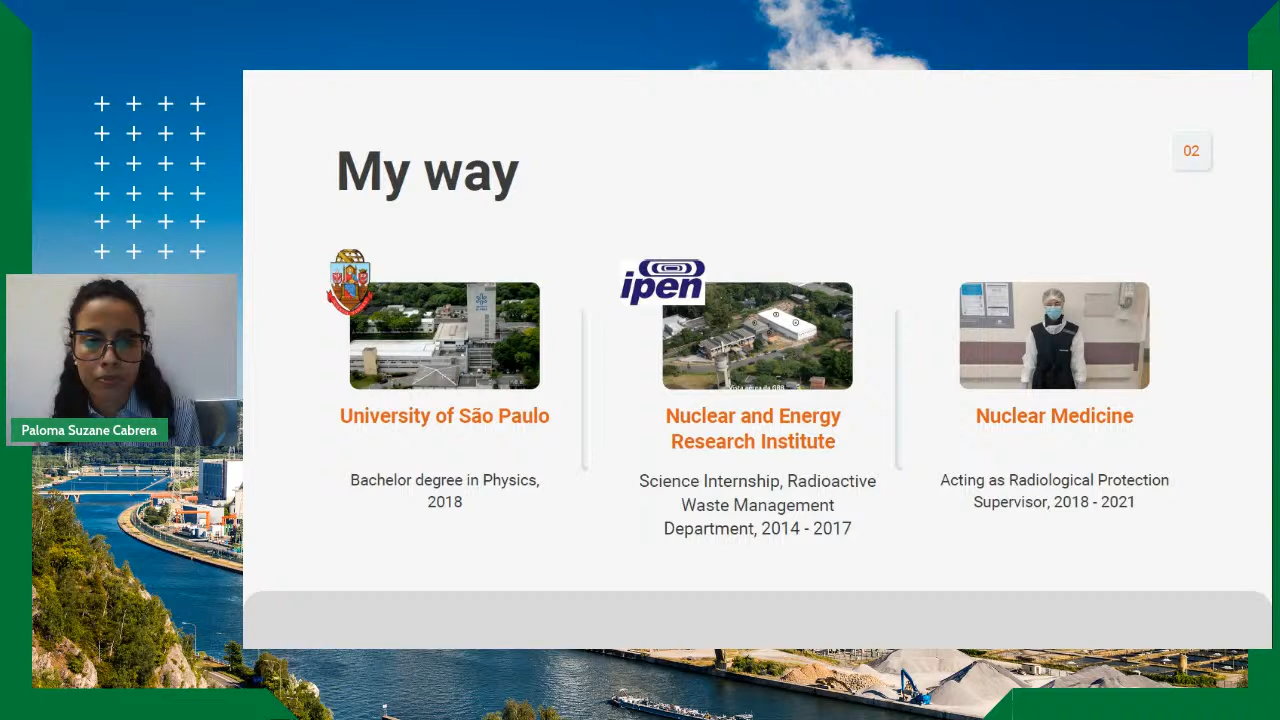 My way
02
ipen
University of São Paulo
Bachelor degree in Physics,
2018
Nuclear and Energy
Research Institute
Science Internship, Radioactive
Waste Management
Department, 2014 - 2017
Nuclear Medicine
Acting as Radiological Protection
Supervisor, 2018 - 2021
Paloma Suzane Cabrera